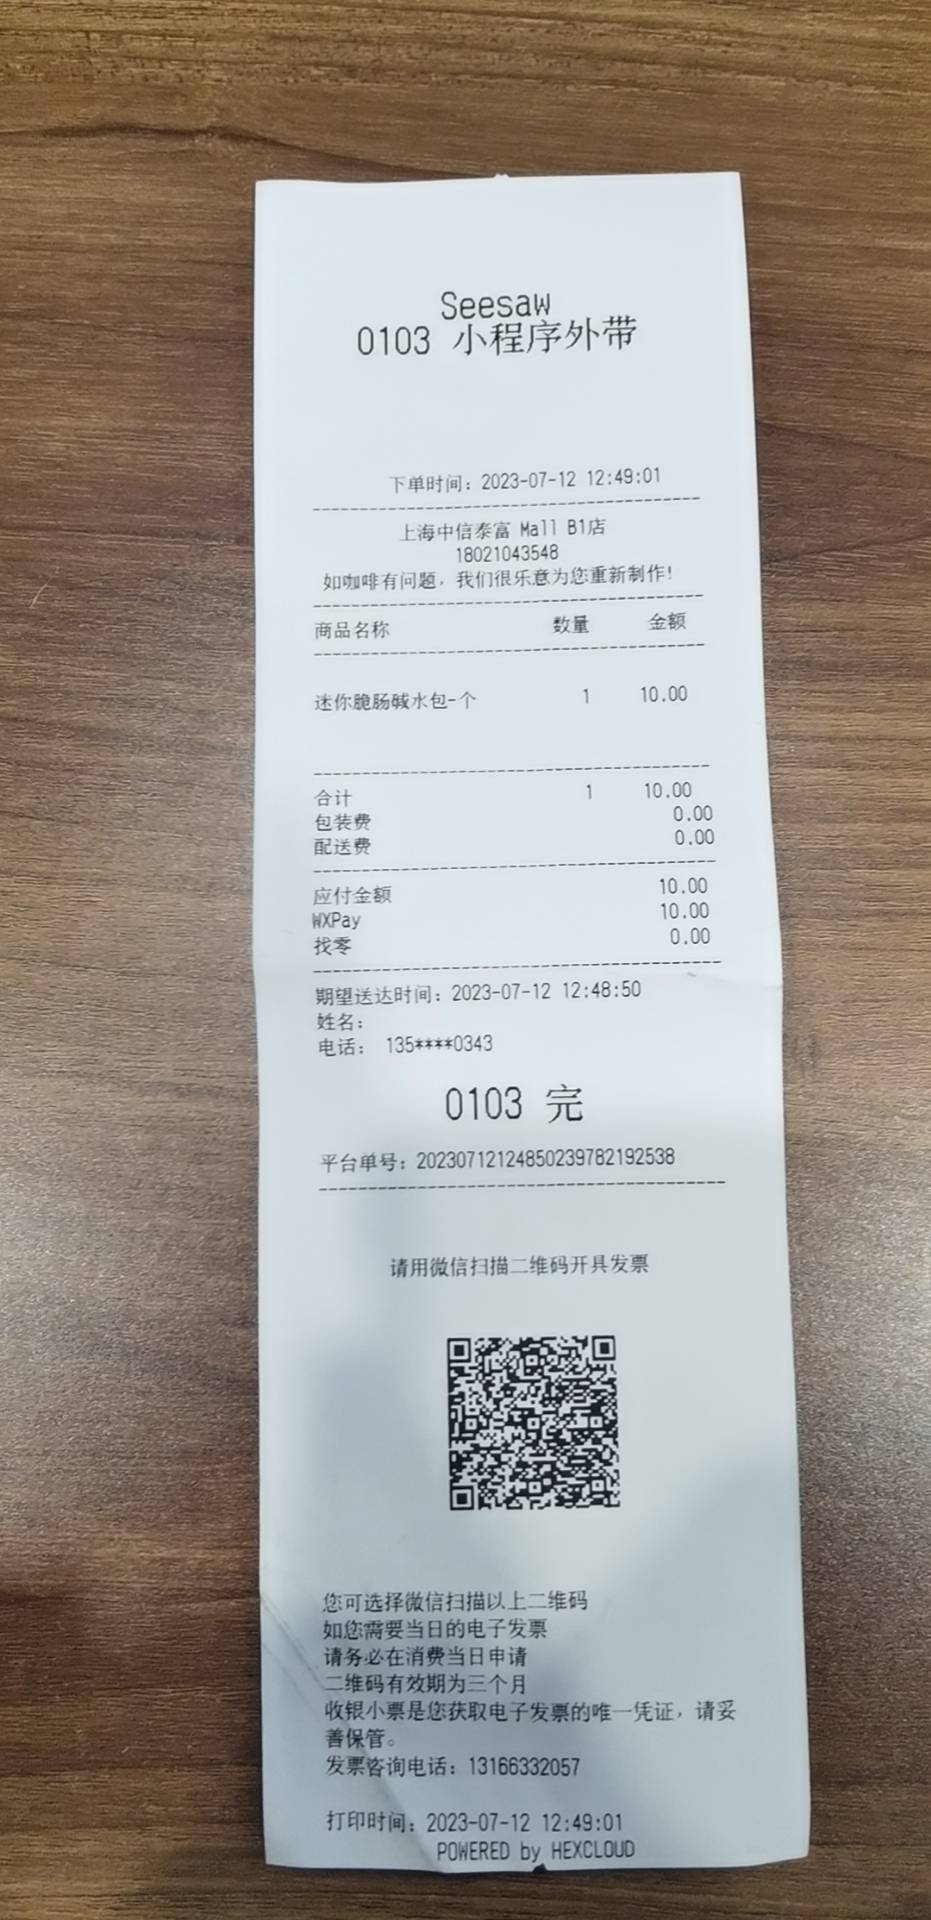 Seesaw
0103 小程序外带
下单时间：2023-07-12 12:49:01
上海中信泰富 Mall B1店
18021043548
如咖啡有问题，我们很乐意为您重新制作！
商品名称 数量 金额
迷你脆肠碱水包-个 1 10.00
合计 1 10.00
包装费 0.00
配送费 0.00
应付金额 10.00
WXPay 10.00
找零 0.00
期望送达时间：2023-07-12 12:48:50
姓名：
电话： 135****0343
0103 完
平台单号：20230712124850239782192538
请用微信扫描二维码开具发票
您可选择微信扫描以上二维码
如您需要当日的电子发票
请务必在消费当日申请
二维码有效期为三个月
收银小票是您获取电子发票的唯一凭证，请妥
善保管。
发票咨询电话：13166332057
打印时间：2023-07-12 12:49:01
POWERED by HEXCLOUD